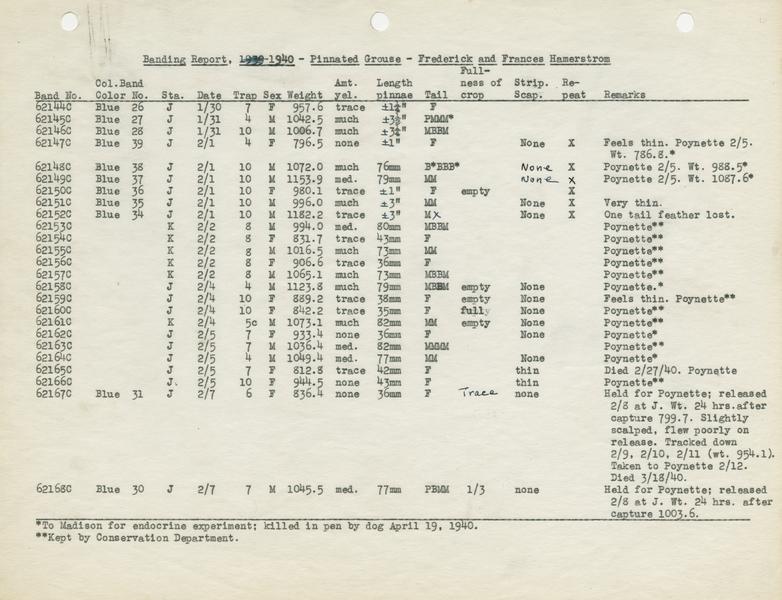 Banding Report, 1939-1940 - Pinnated Grouse - Frederick and Frances Hamerstrom
Full-
Col.Band Amt. Length ness of Strip. Re-
Band No. Color No. Sta. Date Trap Sex Weight yel. pinnae Tail crop Scap. peat Remarks
62144C Blue 26 J 1/30 7 F 957.6 trace F
62145C Blue 27 J 1/31 4 M 1042.5 much PMMM*
62146C Blue 28 J 1/31 10 M 1006.7 much MBBM
62147C Blue 39 J 2/1 4 F 796.5 none ±1" F None X Feels thin. Poynette 2/5.
Wt. 786.8.*
62148C Blue 38 J 2/1 10 M 1072.0 much 76mm B*BBB* None X Poynette 2/5. Wt. 988.5*
62149C Blue 37 J 2/1 10 M 1153.9 med. 79mm MM None X Poynette 2/5. Wt. 1087.6*
62150C Blue 36 J 2/1 10 F 980.1 trace ±1" F empty X
62151C Blue 35 J 2/1 10 M 996.0 much ±3" MM None X Very thin.
62152C Blue 34 J 2/1 10 M 1182.2 trace ±3" MX None X One tail feather lost.
62153C K 2/2 8 M 994.0 med. 80mm MBBM Poynette**
62154C K 2/2 8 F 831.7 trace 43mm F Poynette**
62155C K 2/2 8 M 1016.5 much 73mm MM Poynette**
62156C K 2/2 8 F 906.6 trace 36mm F Poynette**
62157C K 2/2 8 M 1065.1 much 73mm MBBM Poynette**
62158C J 2/4 4 M 1123.8 much 79mm MBBM empty None Poynette.*
62159C J 2/4 10 F 889.2 trace 38mm F empty None Feels thin. Poynette**
62160C J 2/4 10 F 842.2 trace 35mm F full None Poynette**
62161C K 2/4 5c M 1073.1 much 82mm MM empty None Poynette**
62162C J 2/5 7 F 933.4 none 36mm F None Poynette*
62163C J 2/5 7 M 1036.4 med. 82mm MMMM Poynette**
62164C J 2/5 4 M 1049.4 med. 77mm MM None Poynette*
62165C J 2/5 7 F 812.8 trace 42mm F thin Died 2/27/40. Poynette
62166C J. 2/5 10 F 944.5 none 43mm F thin Poynette**
62167C Blue 31 J 2/7 6 F 836.4 none 36mm F Trace none Held for Poynette; released
2/8 at J. Wt. 24 hrs.after
capture 799.7. Slightly
scalped, flew poorly on
release. Tracked down
2/9, 2/10, 2/11 (wt. 954.1).
Taken to Poynette 2/12.
Died 3/18/40.
62168C Blue 30 J 2/7 7 M 1045.5 med. 77mm PBMM 1/3 none Held for Poynette; released
2/8 at J. Wt. 24 hrs. after
capture 1003.6.
*To Madison for endocrine experiment; killed in pen by dog April 19, 1940.
**Kept by Conservation Department.